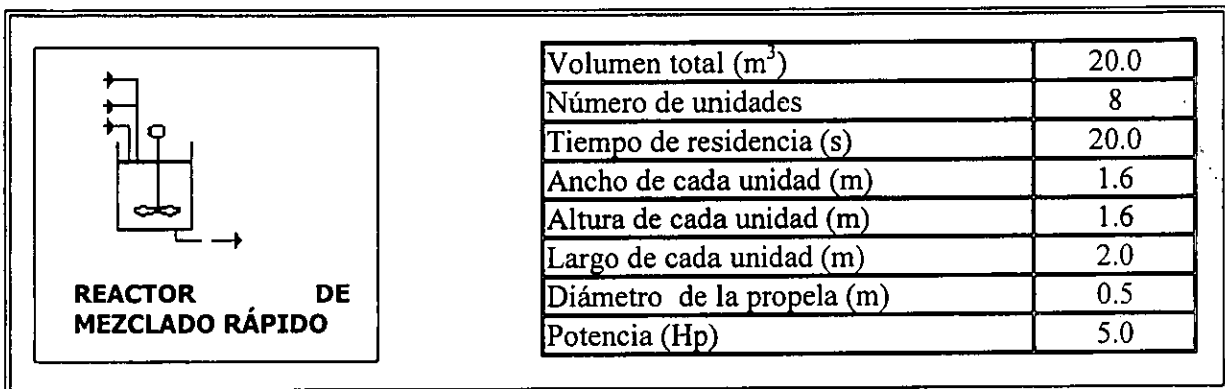 REACTOR DE
MEZCLADO RÁPIDO
Volumen total (m³) 20.0
Número de unidades 8
Tiempo de residencia (s) 20.0
Ancho de cada unidad (m) 1.6
Altura de cada unidad (m) 1.6
Largo de cada unidad (m) 2.0
Diámetro de la propela (m) 0.5
Potencia (Hp) 5.0